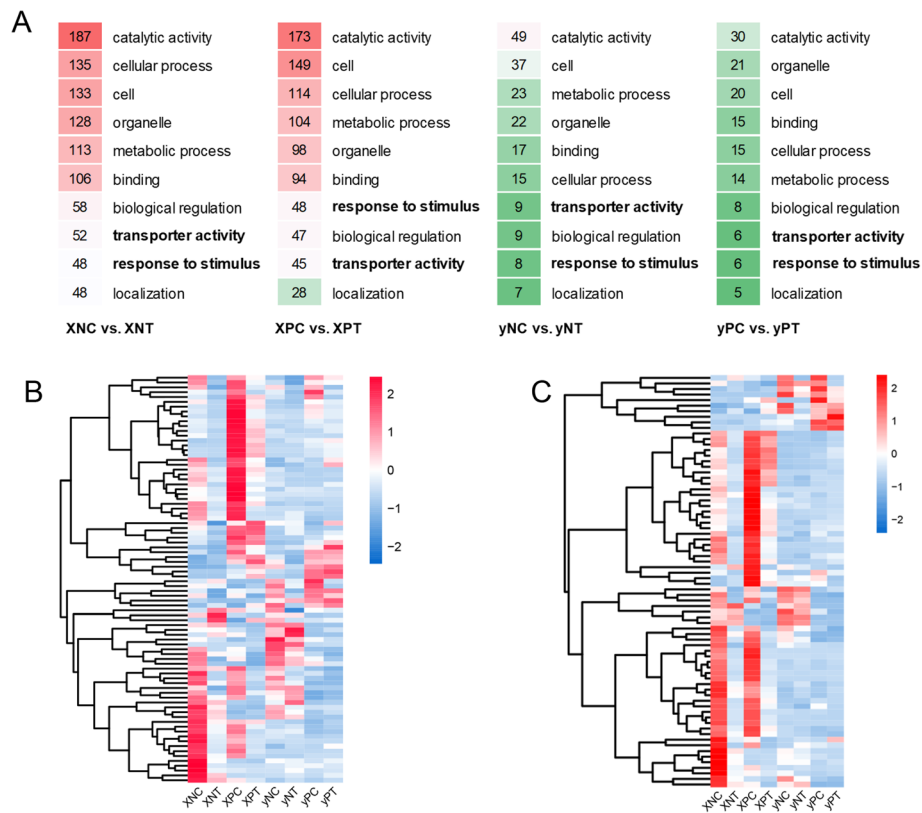 A
187 catalytic activity
135 cellular process
133 cell
128 organelle
113 metabolic process
106 binding
58 biological regulation
52 transporter activity
48 response to stimulus
48 localization
XNC vs. XNT
173 catalytic activity
149 cell
114 cellular process
104 metabolic process
98 organelle
94 binding
48 response to stimulus
47 biological regulation
45 transporter activity
28 localization
XPC vs. XPT
49 catalytic activity
37 cell
23 metabolic process
22 organelle
17 binding
15 cellular process
9 transporter activity
9 biological regulation
8 response to stimulus
7 localization
yNC vs. yNT
30 catalytic activity
21 organelle
20 cell
15 binding
15 cellular process
14 metabolic process
8 biological regulation
6 transporter activity
6 response to stimulus
5 localization
yPC vs. yPT
B
2
1
0
−1
−2
XNC XNT XPC XPT yNC yNT yPC yPT
C
2
1
0
−1
−2
XNC XNT XPC XPT yNC yNT yPC yPT